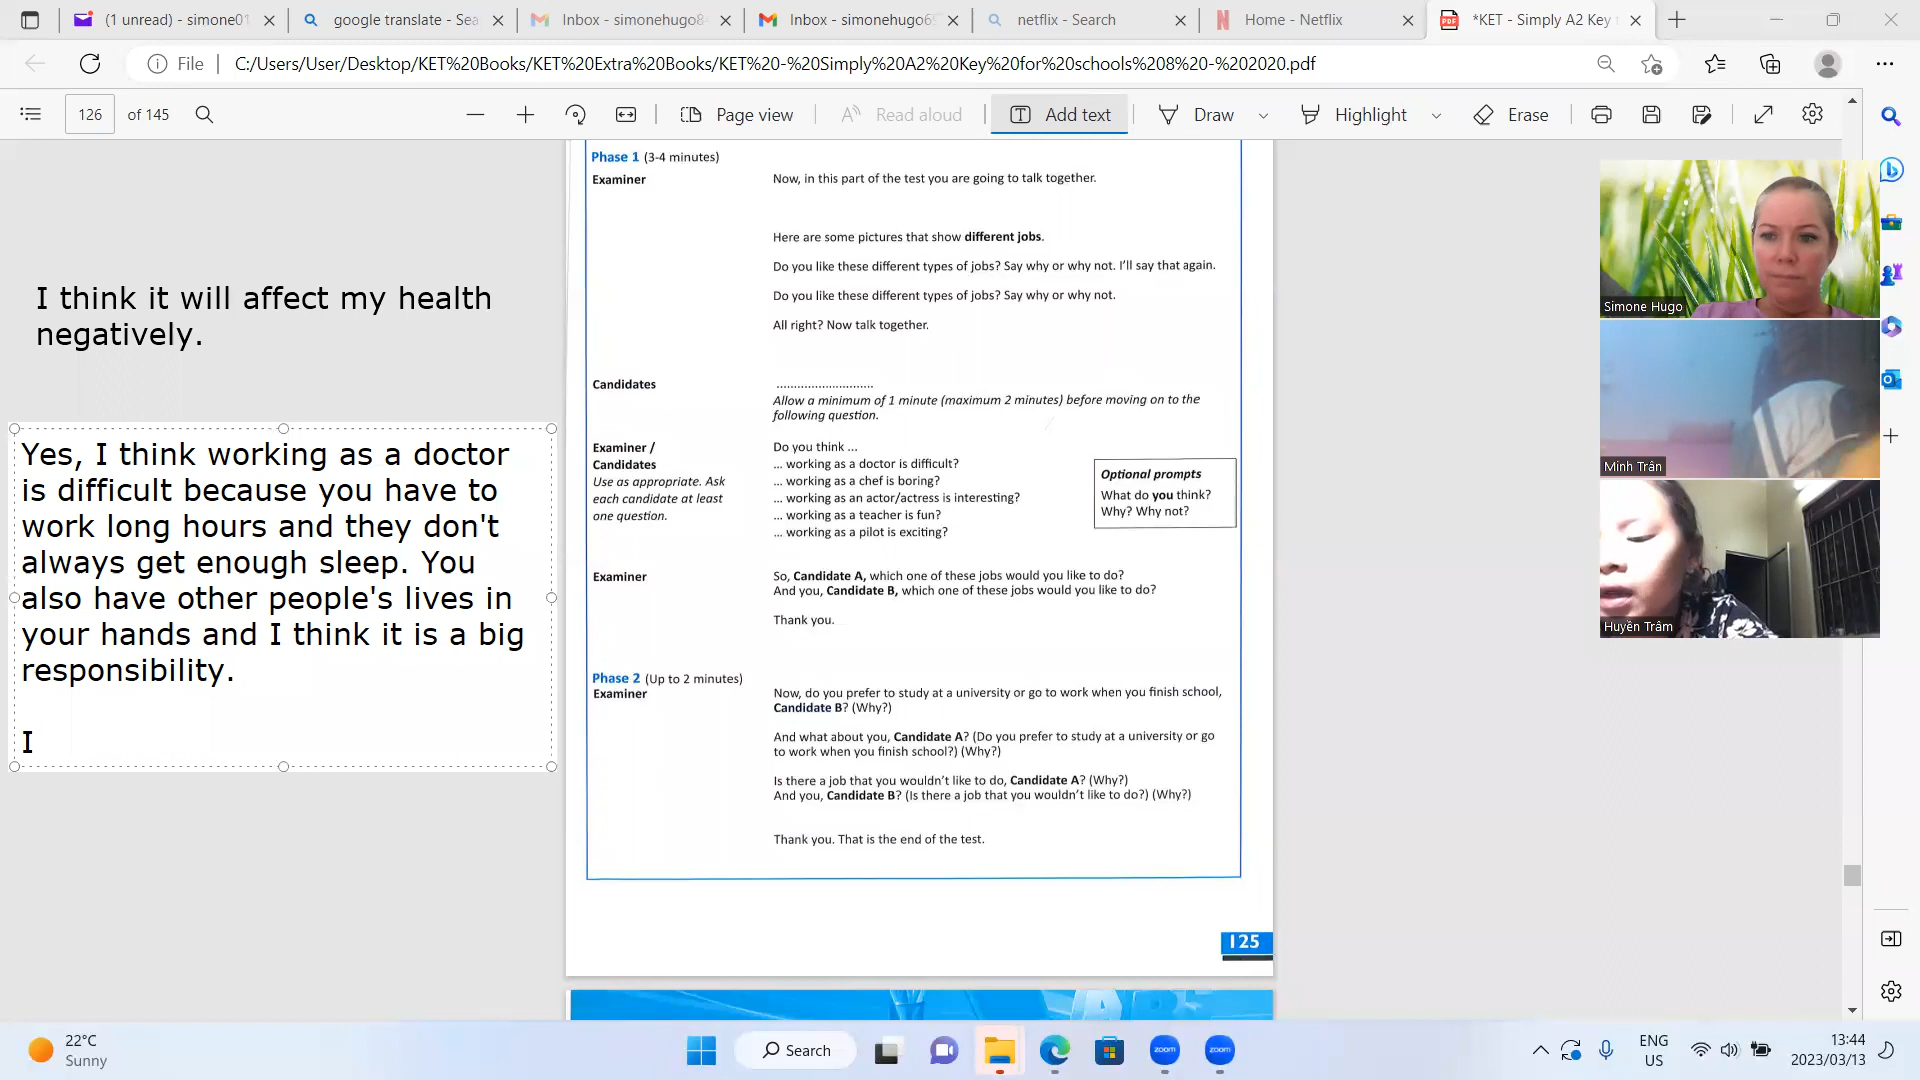 (1 unread) - simone01
google translate - Sea
Inbox - simonehugo84
Inbox - simonehugo69
netflix - Search
Home - Netflix
*KET - Simply A2 Key f
File
C:/Users/User/Desktop/KET%20Books/KET%20Extra%20Books/KET%20-%20Simply%20A2%20Key%20for%20schools%208%20-%202020.pdf
126 of 145
Page view
Read aloud
Add text
Draw
Highlight
Erase
Phase 1 (3-4 minutes)
Examiner
Now, in this part of the test you are going to talk together.
Here are some pictures that show different jobs.
Do you like these different types of jobs? Say why or why not. I'll say that again.
Do you like these different types of jobs? Say why or why not.
All right? Now talk together.
Candidates
............................
Allow a minimum of 1 minute (maximum 2 minutes) before moving on to the
following question.
Examiner /
Candidates
Use as appropriate. Ask
each candidate at least
one question.
Do you think ...
... working as a doctor is difficult?
... working as a chef is boring?
... working as an actor/actress is interesting?
... working as a teacher is fun?
... working as a pilot is exciting?
Optional prompts
What do you think?
Why? Why not?
Examiner
So, Candidate A, which one of these jobs would you like to do?
And you, Candidate B, which one of these jobs would you like to do?
Thank you.
Phase 2 (Up to 2 minutes)
Examiner
Now, do you prefer to study at a university or go to work when you finish school,
Candidate B? (Why?)
And what about you, Candidate A? (Do you prefer to study at a university or go
to work when you finish school?) (Why?)
Is there a job that you wouldn't like to do, Candidate A? (Why?)
And you, Candidate B? (Is there a job that you wouldn't like to do?) (Why?)
Thank you. That is the end of the test.
125
I think it will affect my health
negatively.
Yes, I think working as a doctor
is difficult because you have to
work long hours and they don't
always get enough sleep. You
also have other people's lives in
your hands and I think it is a big
responsibility.
I
Simone Hugo
Minh Trân
Huyền Trâm
22°C
Sunny
Search
zoom
zoom
ENG
US
13:44
2023/03/13